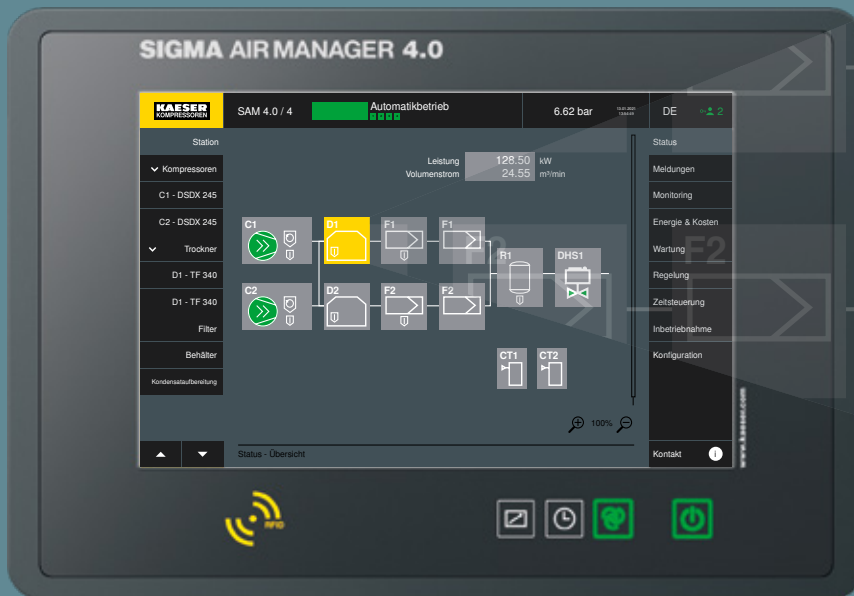 SIGMA AIR MANAGER 4.0
KAESER
KOMPRESSOREN
SAM 4.0 / 4
Automatikbetrieb
6.62 bar
DE
2
Station
Kompressoren
C1 - DSDX 245
C2 - DSDX 245
Trockner
D1 - TF 340
D1 - TF 340
Filter
Behälter
Kondensataufbereitung
Leistung 128.50 kW
Volumenstrom 24.55 m³/min
C1 D1 F1 F1
R1 DHS1
C2 D2 F2 F2
CT1 CT2
100%
Status - Übersicht
Status
Meldungen
Monitoring
Energie & Kosten
Wartung
Regelung
Zeitsteuerung
Inbetriebnahme
Konfiguration
Kontakt i
F2
F2
www.kaeser.com
RFID